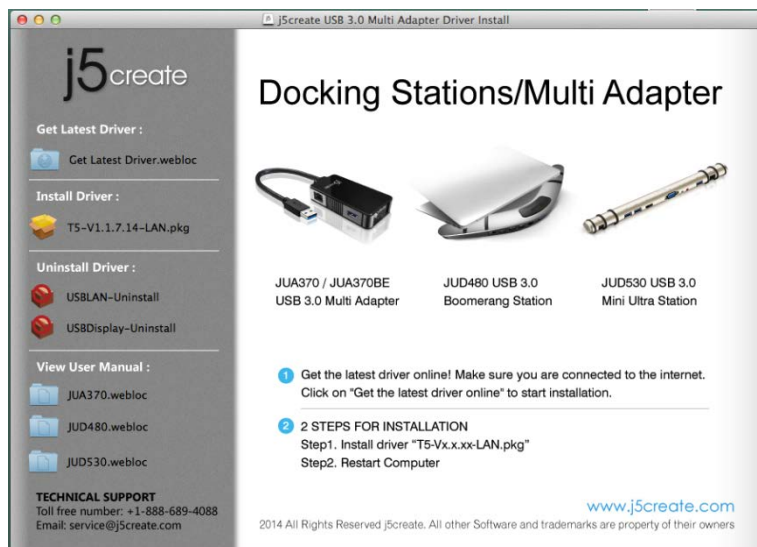 j5create USB 3.0 Multi Adapter Driver Install
j5create
Get Latest Driver :
Get Latest Driver.webloc
Install Driver :
T5-V1.1.7.14-LAN.pkg
Uninstall Driver :
USBLAN-Uninstall
USBDisplay-Uninstall
View User Manual :
JUA370.webloc
JUD480.webloc
JUD530.webloc
TECHNICAL SUPPORT
Toll free number: +1-888-689-4088
Email: service@j5create.com
Docking Stations/Multi Adapter
JUA370 / JUA370BE
USB 3.0 Multi Adapter
JUD480 USB 3.0
Boomerang Station
JUD530 USB 3.0
Mini Ultra Station
1 Get the latest driver online! Make sure you are connected to the internet.
Click on "Get the latest driver online" to start installation.
2 2 STEPS FOR INSTALLATION
Step1. Install driver "T5-Vx.x.xx-LAN.pkg"
Step2. Restart Computer
www.j5create.com
2014 All Rights Reserved j5create. All other Software and trademarks are property of their owners